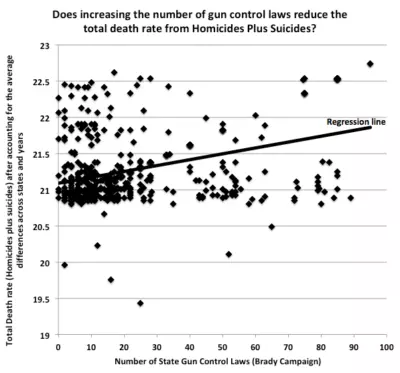 Does increasing the number of gun control laws reduce the
total death rate from Homicides Plus Suicides?
Total Death rate (Homicides plus suicides) after accounting for the average
differences across states and years
23
22.5
22
21.5
21
20.5
20
19.5
19
Regression line
0 10 20 30 40 50 60 70 80 90 100
Number of State Gun Control Laws (Brady Campaign)